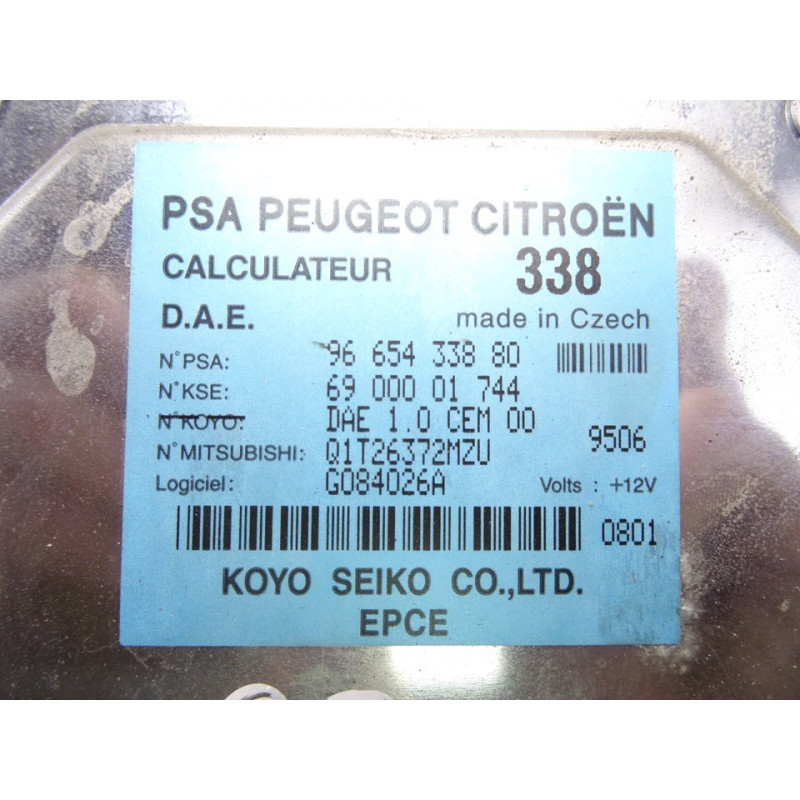 PSA PEUGEOT CITROËN
CALCULATEUR 338
D.A.E. made in Czech
N°PSA: 96 654 338 80
N°KSE: 69 000 01 744
N°KOYO: DAE 1.0 CEM 00
9506
N°MITSUBISHI: Q1T26372MZU
Logiciel: G084026A Volts : +12V
0801
KOYO SEIKO CO.,LTD.
EPCE